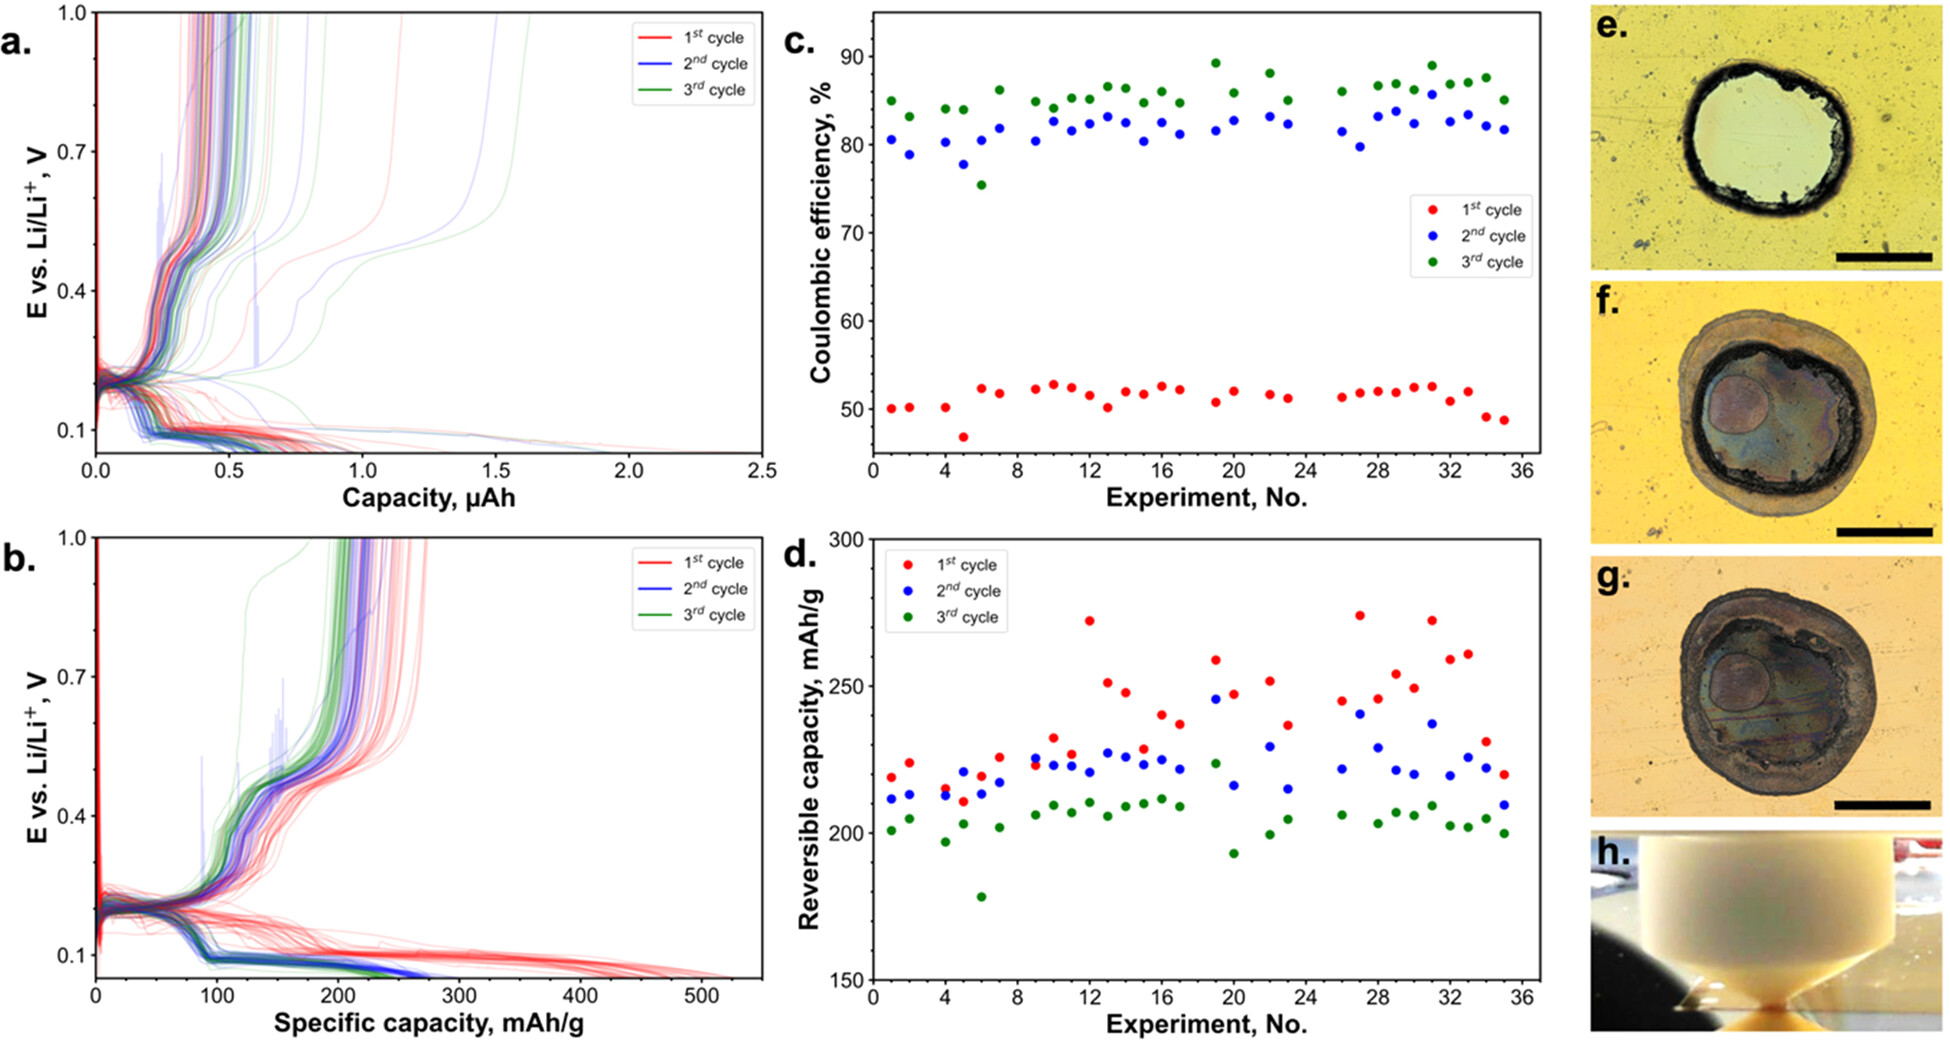 a.
1.0
0.7
0.4
0.1
E vs. Li/Li⁺, V
1ˢᵗ cycle
2ⁿᵈ cycle
3ʳᵈ cycle
0.0 0.5 1.0 1.5 2.0 2.5
Capacity, µAh
b.
1.0
0.7
0.4
0.1
E vs. Li/Li⁺, V
1ˢᵗ cycle
2ⁿᵈ cycle
3ʳᵈ cycle
0 100 200 300 400 500
Specific capacity, mAh/g
c.
90
80
70
60
50
Coulombic efficiency, %
1ˢᵗ cycle
2ⁿᵈ cycle
3ʳᵈ cycle
0 4 8 12 16 20 24 28 32 36
Experiment, No.
d.
300
250
200
150
Reversible capacity, mAh/g
1ˢᵗ cycle
2ⁿᵈ cycle
3ʳᵈ cycle
0 4 8 12 16 20 24 28 32 36
Experiment, No.
e.
f.
g.
h.